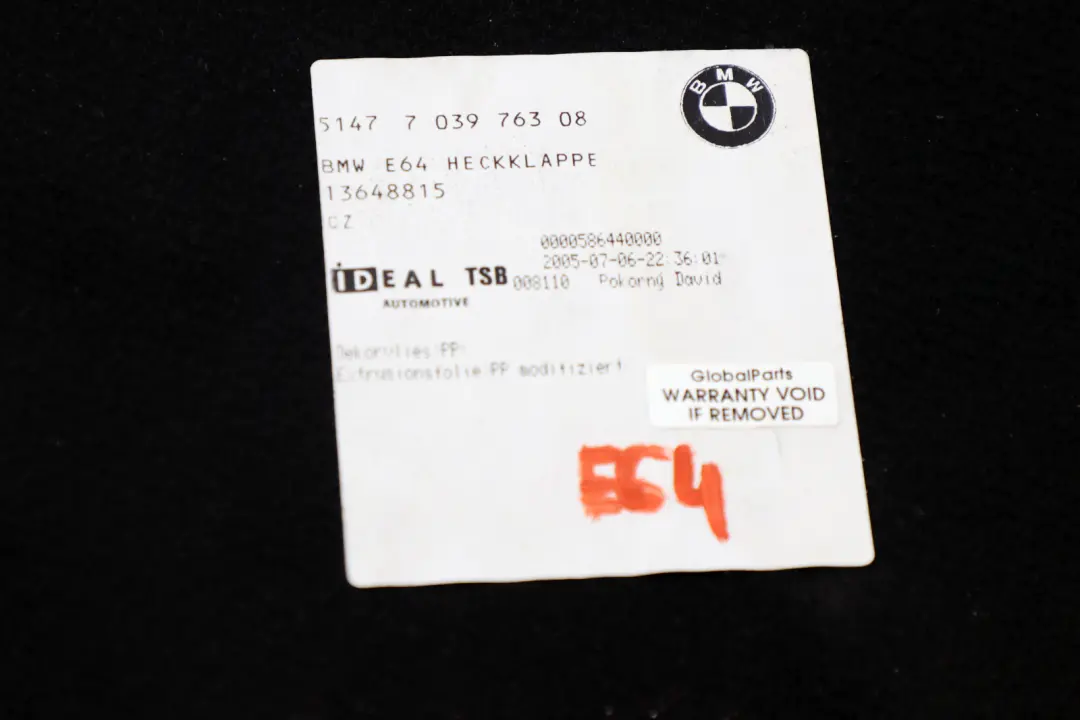 BMW
5147 7 039 763 08
BMW E64 HECKKLAPPE
13648815
CZ
0000586440000
2005-07-06-22:36:01
IDEAL TSB 008110 Pokorný David
AUTOMOTIVE
Dekorvlies PP
Extrusionsfolie PP modifiziert
GlobalParts
WARRANTY VOID
IF REMOVED
E64